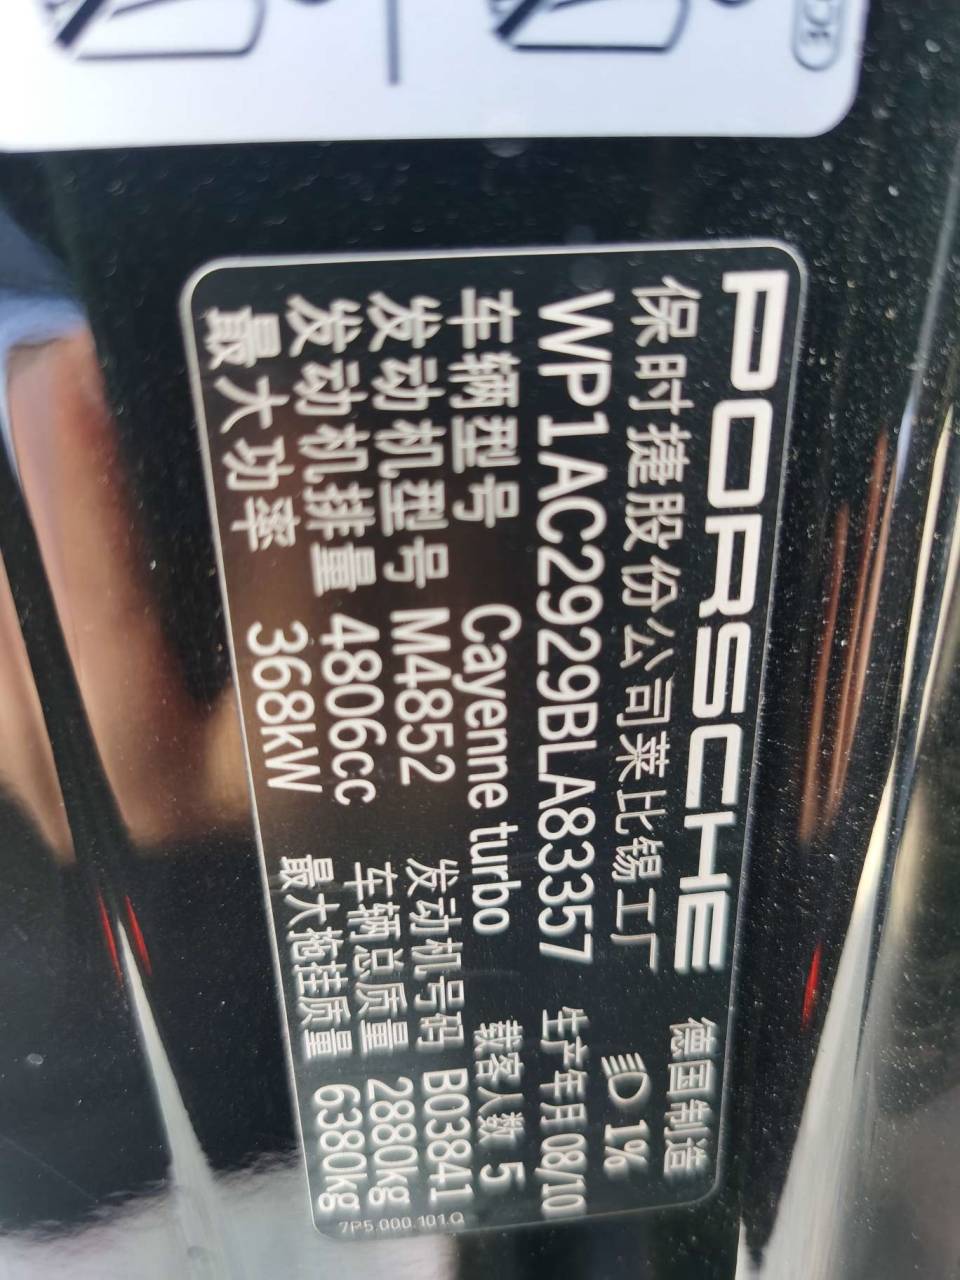 PORSCHE 德国制造
保时捷股份公司莱比锡工厂 1%
WP1AC2929BLA83357 生产年月 08/10
车辆型号 Cayenne turbo 载客人数 5
发动机型号 M4852 发动机号码 B03841
发动机排量 4806cc 车辆总质量 2880kg
最大功率 368kW 最大拖挂质量 6380kg
7P5.000.101.Q